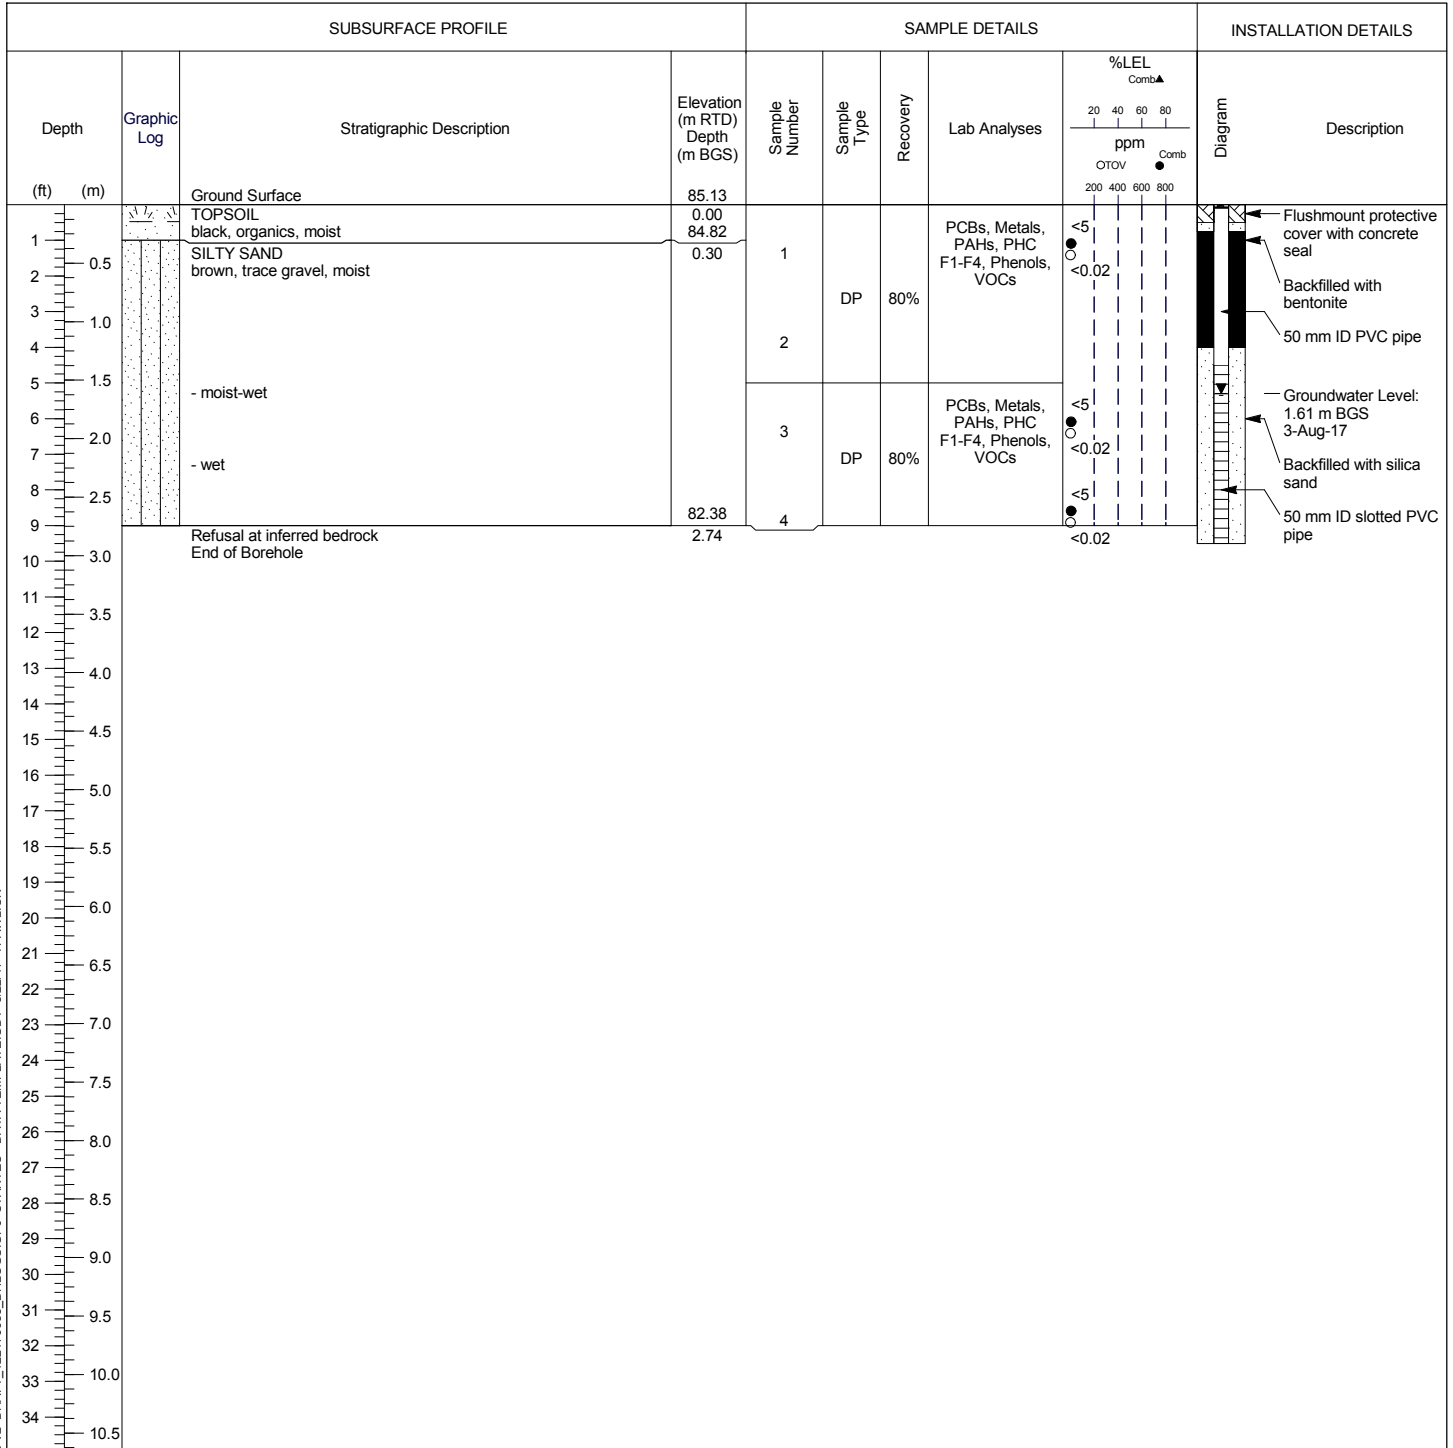 SUBSURFACE PROFILE
SAMPLE DETAILS
INSTALLATION DETAILS
Depth
(ft) (m)
Graphic
Log
Stratigraphic Description
Elevation
(m RTD)
Depth
(m BGS)
Sample
Number
Sample
Type
Recovery
Lab Analyses
%LEL
Comb▲
20 40 60 80
ppm
OTOV ● Comb
200 400 600 800
Diagram
Description
Ground Surface 85.13
TOPSOIL 0.00
black, organics, moist 84.82
SILTY SAND 0.30
brown, trace gravel, moist
- moist-wet
- wet
82.38
Refusal at inferred bedrock 2.74
End of Borehole
1
2
DP
80%
PCBs, Metals,
PAHs, PHC
F1-F4, Phenols,
VOCs
<5
<0.02
3
4
DP
80%
PCBs, Metals,
PAHs, PHC
F1-F4, Phenols,
VOCs
<5
<0.02
<5
<0.02
Flushmount protective
cover with concrete
seal
Backfilled with
bentonite
50 mm ID PVC pipe
Groundwater Level:
1.61 m BGS
3-Aug-17
Backfilled with silica
sand
50 mm ID slotted PVC
pipe
1
2
3
4
5
6
7
8
9
10
11
12
13
14
15
16
17
18
19
20
21
22
23
24
25
26
27
28
29
30
31
32
33
34
0.5
1.0
1.5
2.0
2.5
3.0
3.5
4.0
4.5
5.0
5.5
6.0
6.5
7.0
7.5
8.0
8.5
9.0
9.5
10.0
10.5